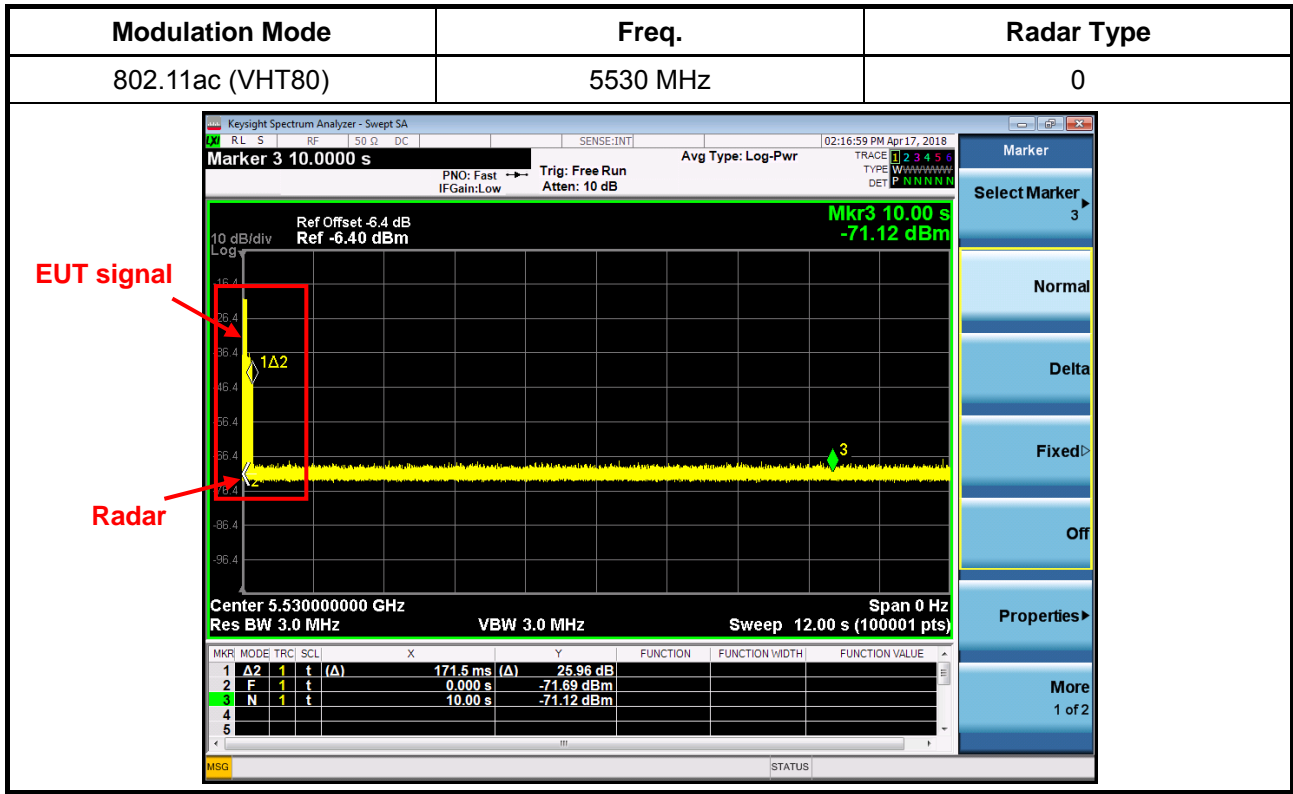 Modulation Mode Freq. Radar Type
802.11ac (VHT80) 5530 MHz 0
Keysight Spectrum Analyzer - Swept SA
LXI RL S RF 50 Ω DC SENSE:INT 02:16:59 PM Apr 17, 2018
Marker 3 10.0000 s
PNO: Fast
IFGain:Low
Trig: Free Run
Atten: 10 dB
Avg Type: Log-Pwr
TRACE 1 2 3 4 5 6
TYPE WWWWWW
DET P N N N N N
Ref Offset -6.4 dB
10 dB/div Ref -6.40 dBm
Log
Mkr3 10.00 s
-71.12 dBm
EUT signal
-16.4
-26.4
-36.4
1Δ2
-46.4
-56.4
-66.4
3
2
-76.4
Radar
-86.4
-96.4
Center 5.530000000 GHz Span 0 Hz
Res BW 3.0 MHz VBW 3.0 MHz Sweep 12.00 s (100001 pts)
MKR MODE TRC SCL X Y FUNCTION FUNCTION WIDTH FUNCTION VALUE
1 Δ2 1 t (Δ) 171.5 ms (Δ) 25.96 dB
2 F 1 t 0.000 s -71.69 dBm
3 N 1 t 10.00 s -71.12 dBm
4
5
MSG STATUS
Marker
Select Marker
3
Normal
Delta
Fixed
Off
Properties
More
1 of 2